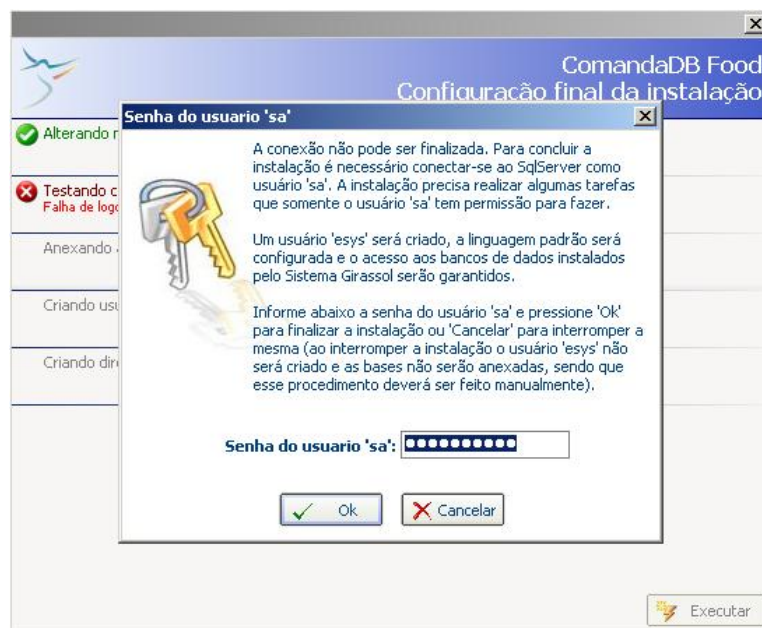 ComandaDB Food
Configuração final da instalação
Senha do usuario 'sa'
Alterando
A conexão não pode ser finalizada. Para concluir a
instalação é necessário conectar-se ao SqlServer como
usuário 'sa'. A instalação precisa realizar algumas tarefas
que somente o usuário 'sa' tem permissão para fazer.
Testando
Falha de
Anexando
Um usuário 'esys' será criado, a linguagem padrão será
configurada e o acesso aos bancos de dados instalados
pelo Sistema Girassol serão garantidos.
Criando
Informe abaixo a senha do usuário 'sa' e pressione 'Ok'
para finalizar a instalação ou 'Cancelar' para interromper a
mesma (ao interromper a instalação o usuário 'esys' não
será criado e as bases não serão anexadas, sendo que
esse procedimento deverá ser feito manualmente).
Criando
Senha do usuario 'sa':
Ok
Cancelar
Executar